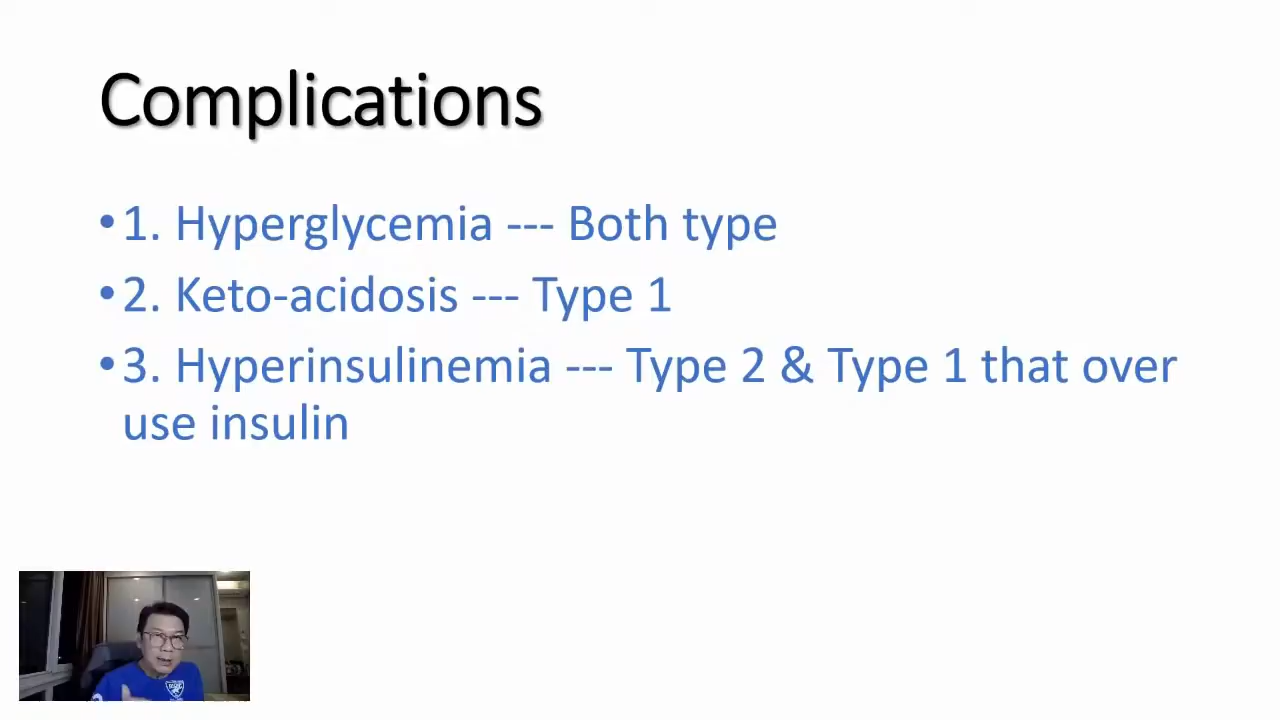 Complications
•1. Hyperglycemia --- Both type
•2. Keto-acidosis --- Type 1
•3. Hyperinsulinemia --- Type 2 & Type 1 that over
use insulin